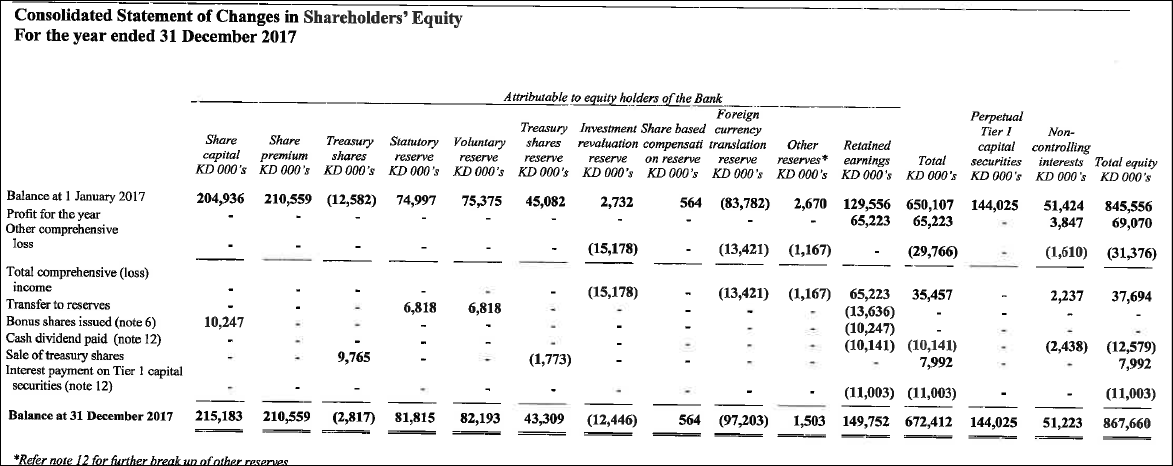 Consolidated Statement of Changes in Shareholders' Equity
For the year ended 31 December 2017
Attributable to equity holders of the Bank
Share capital KD 000's Share premium KD 000's Treasury shares KD 000's Statutory reserve KD 000's Voluntary reserve KD 000's Treasury shares reserve KD 000's Investment revaluation reserve KD 000's Share based compensati on reserve KD 000's Foreign currency translation reserve KD 000's Other reserves* KD 000's Retained earnings KD 000's Total KD 000's Perpetual Tier 1 capital securities KD 000's Non-controlling interests KD 000's Total equity KD 000's
Balance at 1 January 2017 204,936 210,559 (12,582) 74,997 75,375 45,082 2,732 564 (83,782) 2,670 129,556 650,107 144,025 51,424 845,556
Profit for the year - - - - - - - - - - 65,223 65,223 - 3,847 69,070
Other comprehensive
loss - - - - - - (15,178) - (13,421) (1,167) - (29,766) - (1,610) (31,376)
Total comprehensive (loss)
income - - - - - - (15,178) - (13,421) (1,167) 65,223 35,457 - 2,237 37,694
Transfer to reserves - - - 6,818 6,818 - - - - - (13,636) - - - -
Bonus shares issued (note 6) 10,247 - - - - - - - - - (10,247) - - - -
Cash dividend paid (note 12) - - - - - - - - - - (10,141) (10,141) - (2,438) (12,579)
Sale of treasury shares - - 9,765 - - (1,773) - - - - - 7,992 - - 7,992
Interest payment on Tier 1 capital
securities (note 12) - - - - - - - - - - (11,003) (11,003) - - (11,003)
Balance at 31 December 2017 215,183 210,559 (2,817) 81,815 82,193 43,309 (12,446) 564 (97,203) 1,503 149,752 672,412 144,025 51,223 867,660
*Refer note 12 for further break up of other reserves